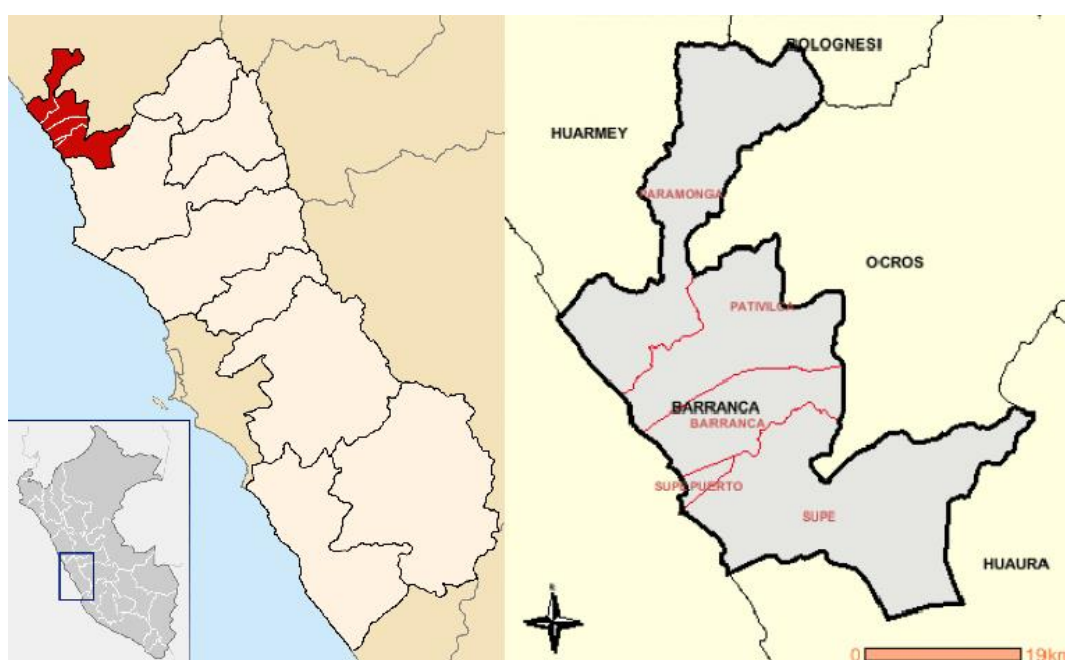 BOLOGNESI
HUARMEY
PARAMONGA
OCROS
PATIVILCA
BARRANCA
BARRANCA
SUPE PUERTO
SUPE
HUAURA
0 19km